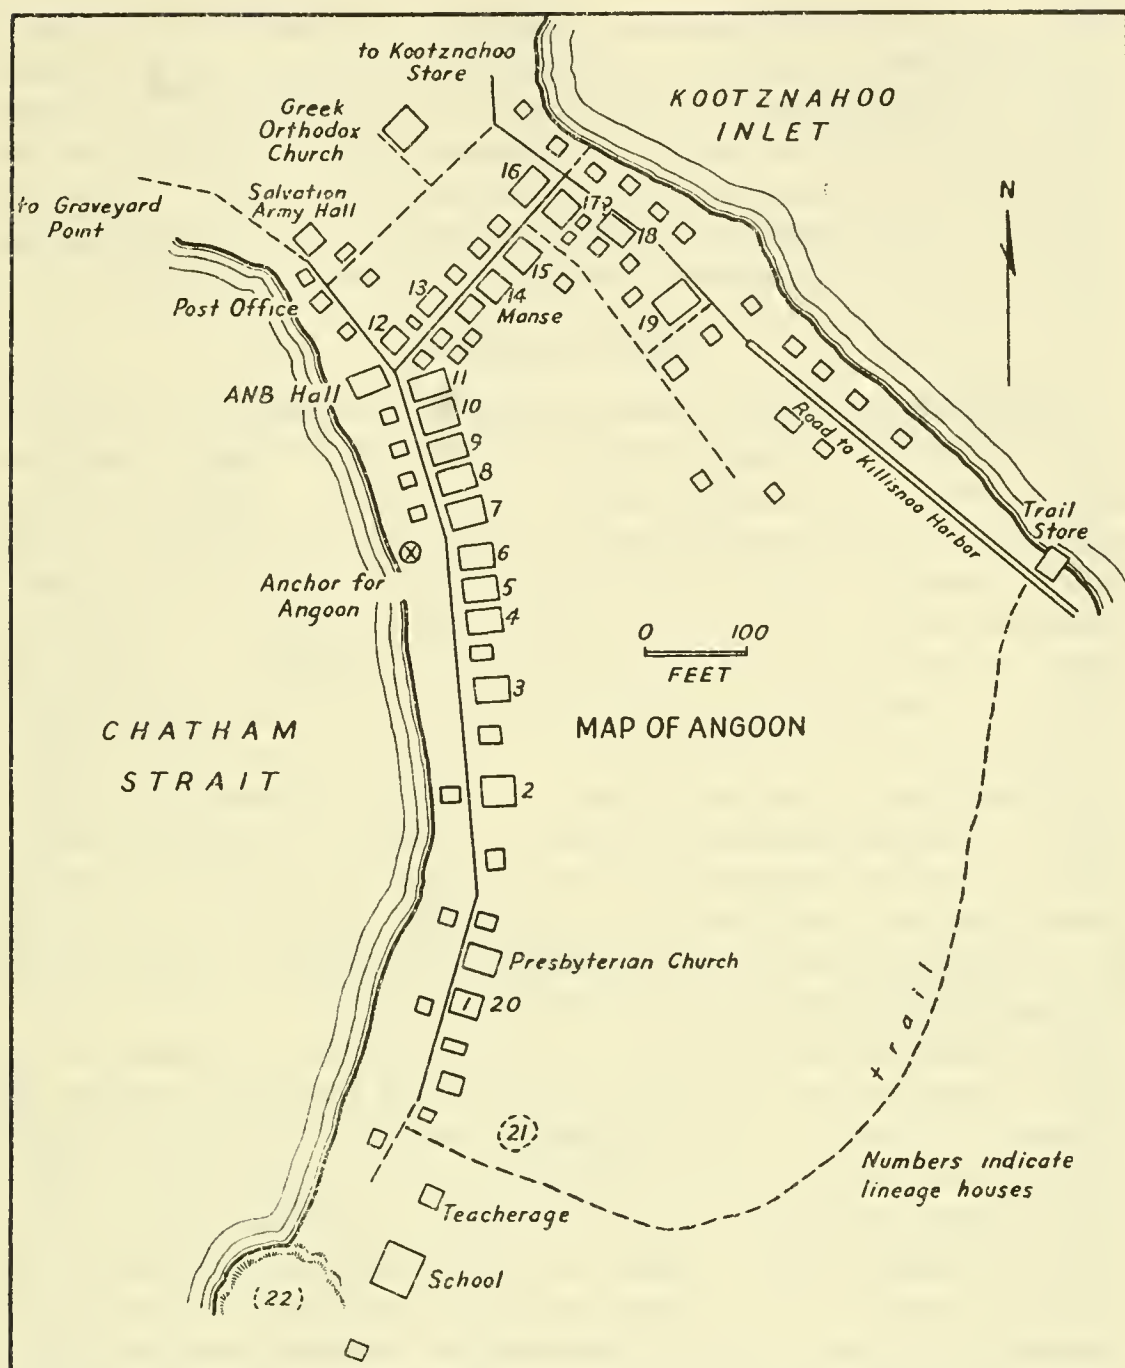 to Kootznahoo
Store
KOOTZNAHOO
INLET
Greek
Orthodox
Church
N
to Graveyard
Point
Salvation
Army Hall
16
17?
18
15
Post Office
13
14
Manse
19
12
ANB Hall
11
10
9
8
7
Road to Killisnoo Harbor
Trail
Store
6
Anchor for
Angoon
5
4
0 100
FEET
3
MAP OF ANGOON
CHATHAM
STRAIT
2
Presbyterian Church
1
20
trail
21
Numbers indicate
lineage houses
Teacherage
School
(22)